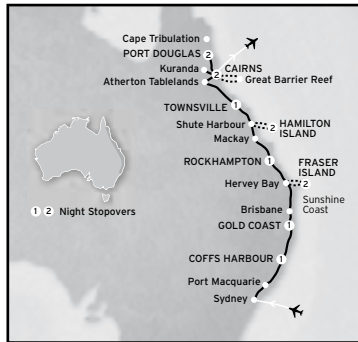 Cape Tribulation
PORT DOUGLAS 2
Kuranda
2 CAIRNS
Atherton Tablelands
Great Barrier Reef
TOWNSVILLE 1
Shute Harbour
2 HAMILTON
ISLAND
Mackay
ROCKHAMPTON 1
FRASER
ISLAND
Hervey Bay 2
1 2 Night Stopovers
Sunshine
Coast
Brisbane
GOLD COAST 1
COFFS HARBOUR 1
Port Macquarie
Sydney